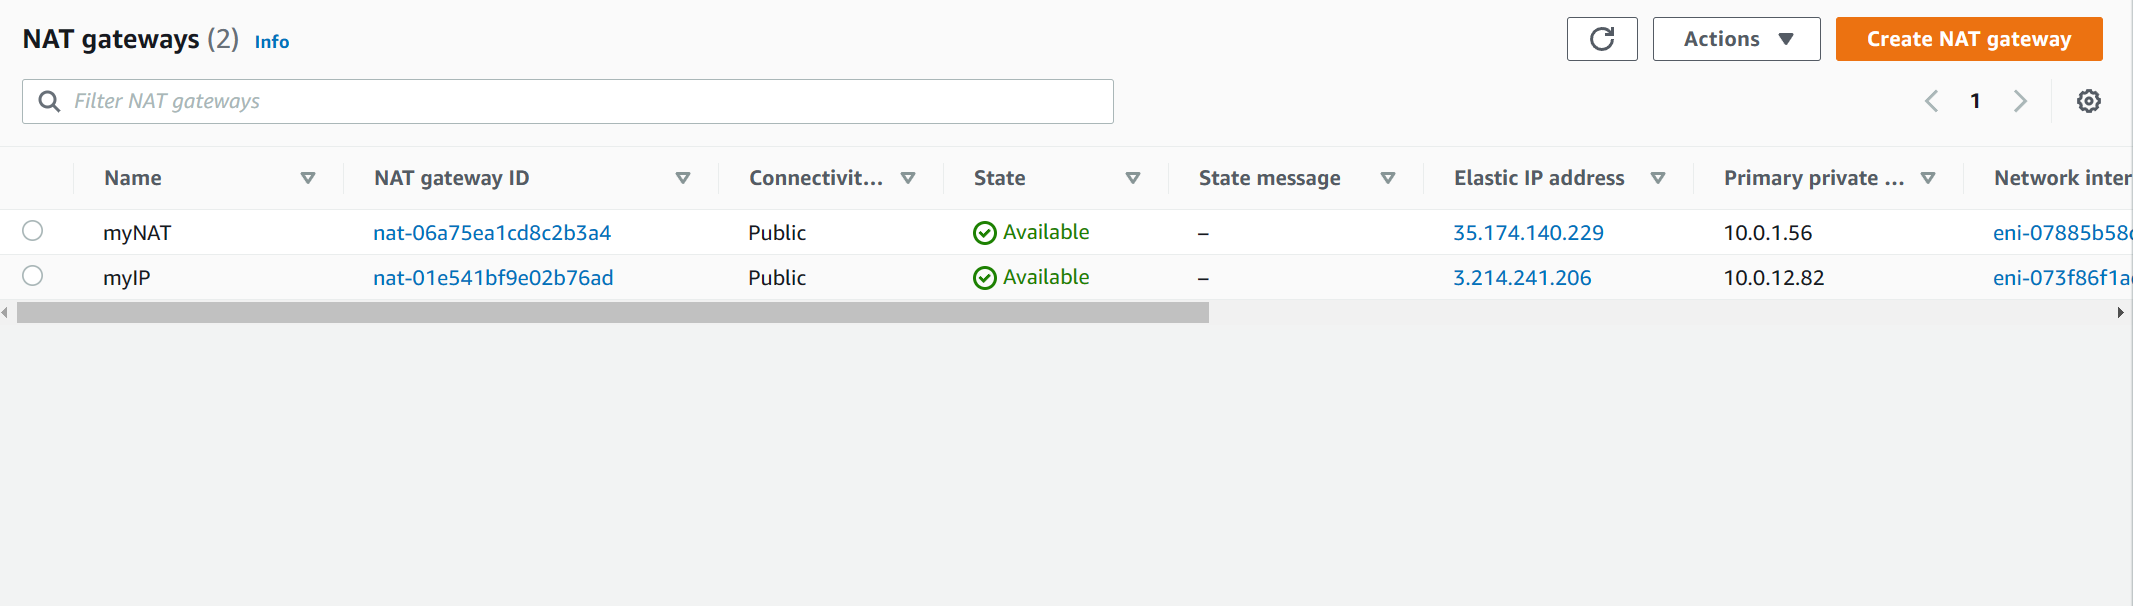 NAT gateways (2) Info
Actions
Create NAT gateway
Filter NAT gateways
1
Name NAT gateway ID Connectivit... State State message Elastic IP address Primary private ... Network inter
myNAT nat-06a75ea1cd8c2b3a4 Public Available – 35.174.140.229 10.0.1.56 eni-07885b58
myIP nat-01e541bf9e02b76ad Public Available – 3.214.241.206 10.0.12.82 eni-073f86f1a